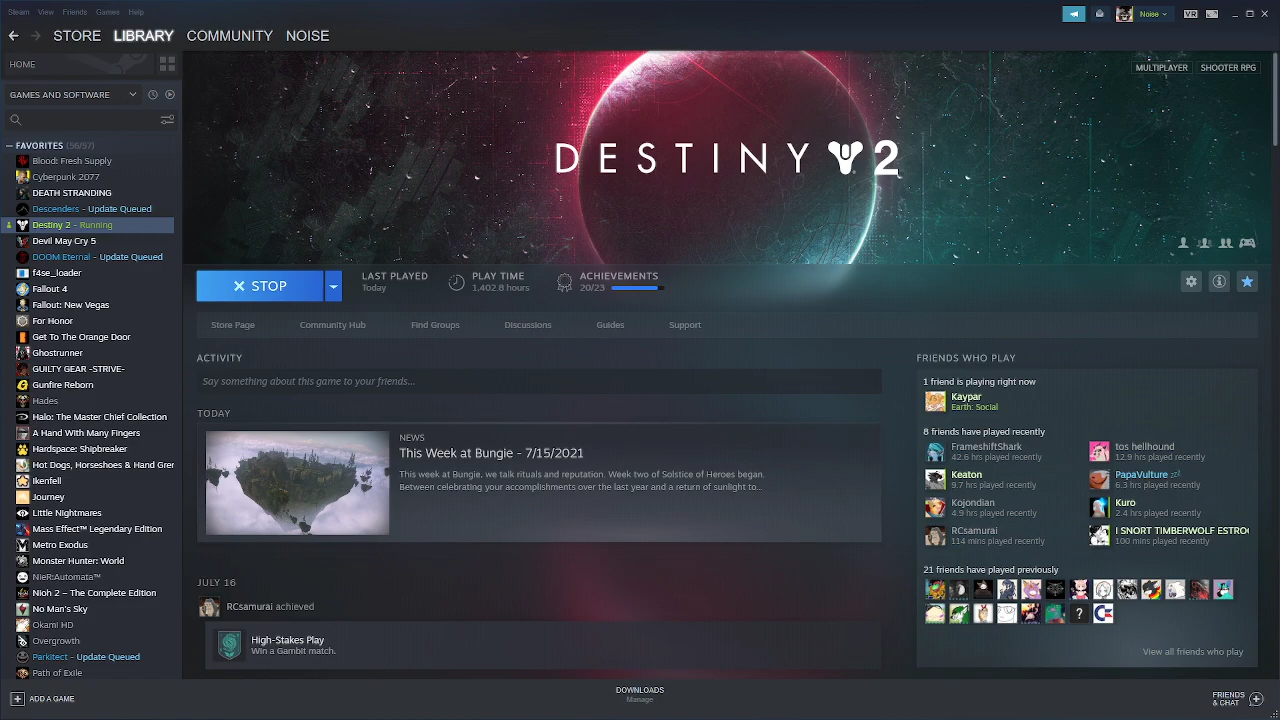 Steam View Friends Games Help
Noise
VR
STORE LIBRARY COMMUNITY NOISE
HOME
GAMES AND SOFTWARE
FAVORITES (56/57)
Blood: Fresh Supply
Cyberpunk 2077
DEATH STRANDING
Descenders - Update Queued
Destiny 2 - Running
Devil May Cry 5
DOOM Eternal - Update Queued
f4se_loader
Fallout 4
Fallout: New Vegas
For Honor
Get To The Orange Door
Ghostrunner
GUILTY GEAR -STRIVE-
Gunfire Reborn
Hades
Halo: The Master Chief Collection
A Hand With Many Fingers
Hardspace: Shipbreaker
Hot Dogs, Horseshoes & Hand Gren
Ikenfell
Journey
Little Nightmares
Mass Effect™ Legendary Edition
Metro Exodus
Monster Hunter: World
NieR:Automata™
Nioh 2 – The Complete Edition
No Man's Sky
Okami HD
Overgrowth
Parkitect - Update Queued
Path of Exile
ADD A GAME
MULTIPLAYER SHOOTER RPG
DESTINY 2
STOP
LAST PLAYED
Today
PLAY TIME
1,402.8 hours
ACHIEVEMENTS
20/23
Store Page Community Hub Find Groups Discussions Guides Support
ACTIVITY
Say something about this game to your friends...
TODAY
NEWS
This Week at Bungie - 7/15/2021
This week at Bungie, we talk rituals and reputation. Week two of Solstice of Heroes began.
Between celebrating your accomplishments over the last year and a return of sunlight to...
JULY 16
RCsamurai achieved
High-Stakes Play
Win a Gambit match.
FRIENDS WHO PLAY
1 friend is playing right now
Kaypar
Earth: Social
8 friends have played recently
FrameshiftShark
42.6 hrs played recently
tos hellhound
12.9 hrs played recently
Keaton
9.7 hrs played recently
PapaVulture zz
6.3 hrs played recently
Kojondian
4.9 hrs played recently
Kuro
2.4 hrs played recently
RCsamurai
114 mins played recently
I SNORT TIMBERWOLF ESTRO
100 mins played recently
21 friends have played previously
?
View all friends who play
DOWNLOADS
Manage
FRIENDS
& CHAT